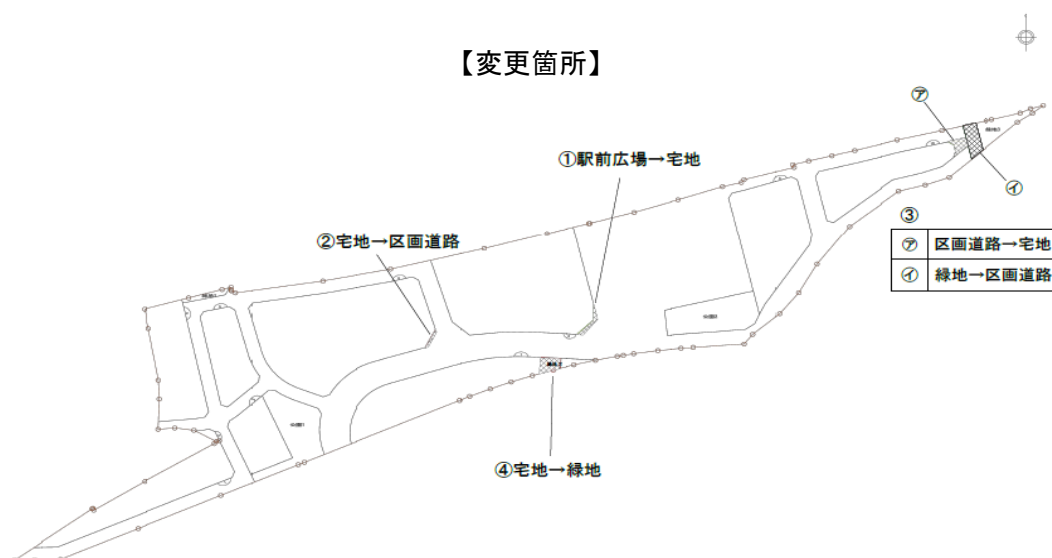 【変更箇所】
㋐
①駅前広場→宅地
㋑
②宅地→区画道路
③
㋐ 区画道路→宅地
㋑ 緑地→区画道路
④宅地→緑地